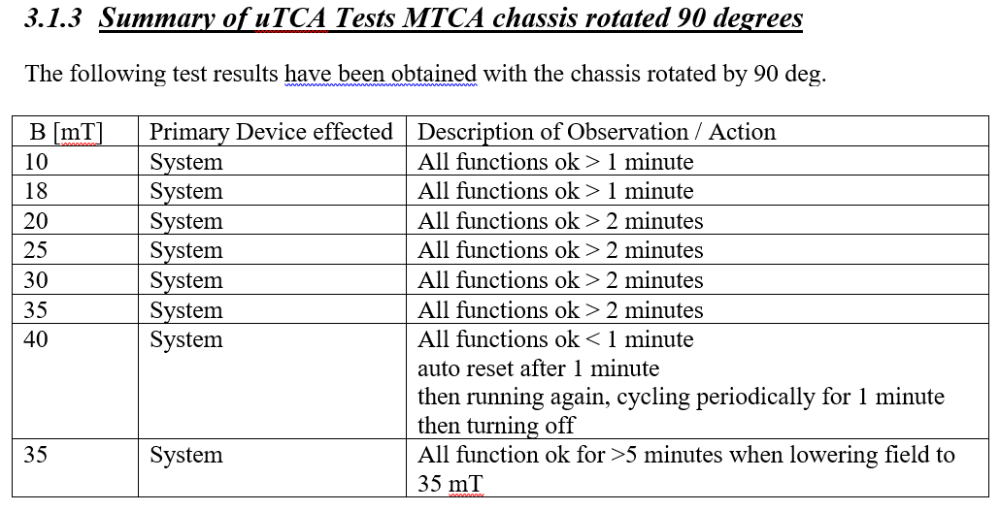 3.1.3 Summary of uTCA Tests MTCA chassis rotated 90 degrees
The following test results have been obtained with the chassis rotated by 90 deg.
B [mT] Primary Device effected Description of Observation / Action
10 System All functions ok > 1 minute
18 System All functions ok > 1 minute
20 System All functions ok > 2 minutes
25 System All functions ok > 2 minutes
30 System All functions ok > 2 minutes
35 System All functions ok > 2 minutes
40 System All functions ok < 1 minute
auto reset after 1 minute
then running again, cycling periodically for 1 minute
then turning off
35 System All function ok for >5 minutes when lowering field to
35 mT